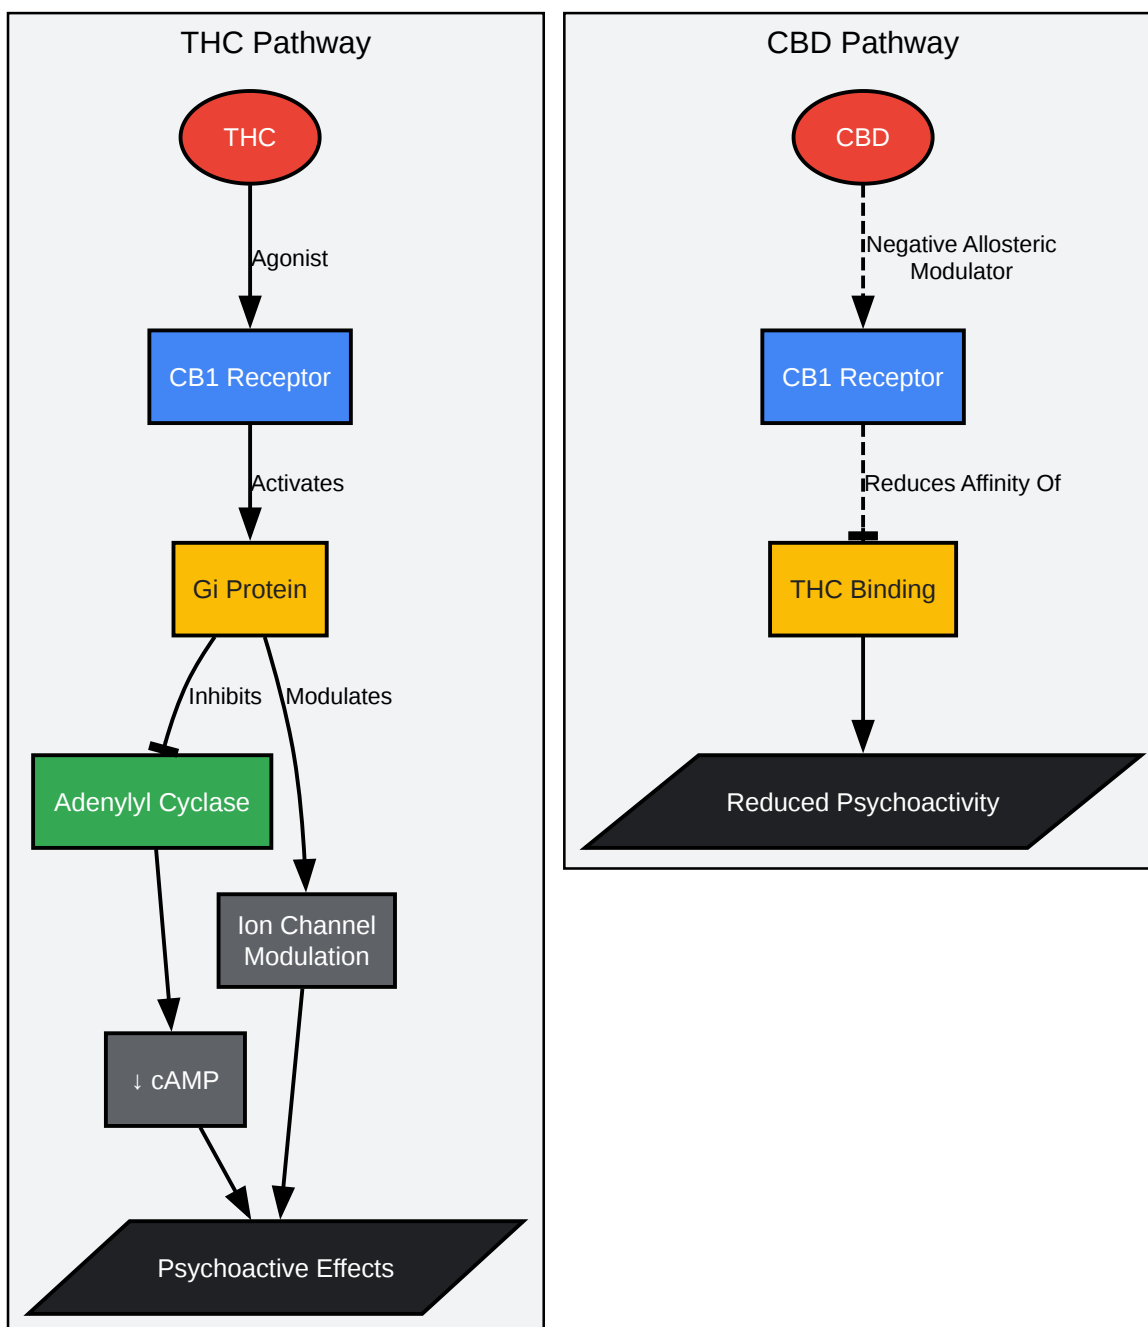 THC Pathway
THC
Agonist
CB1 Receptor
Activates
Gi Protein
Inhibits
Modulates
Adenylyl Cyclase
Ion Channel
Modulation
↓ cAMP
Psychoactive Effects
CBD Pathway
CBD
Negative Allosteric
Modulator
CB1 Receptor
Reduces Affinity Of
THC Binding
Reduced Psychoactivity